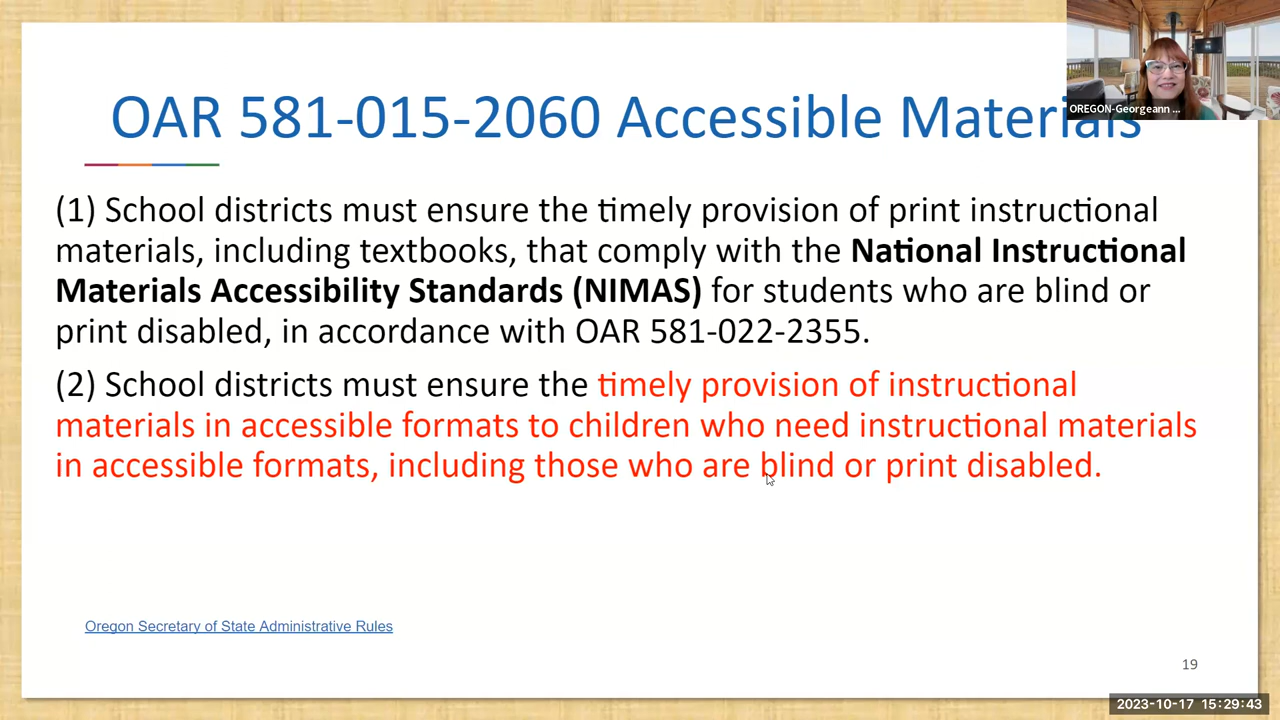 OAR 581-015-2060 Accessible Materials
OREGON-Georgeann ...
(1) School districts must ensure the timely provision of print instructional
materials, including textbooks, that comply with the National Instructional
Materials Accessibility Standards (NIMAS) for students who are blind or
print disabled, in accordance with OAR 581-022-2355.
(2) School districts must ensure the timely provision of instructional
materials in accessible formats to children who need instructional materials
in accessible formats, including those who are blind or print disabled.
Oregon Secretary of State Administrative Rules
19
2023-10-17 15:29:43